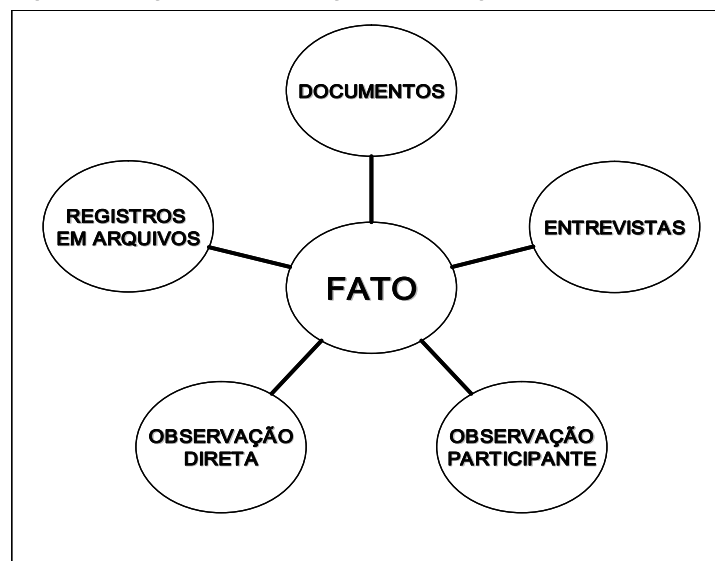 DOCUMENTOS
REGISTROS
EM ARQUIVOS
ENTREVISTAS
FATO
OBSERVAÇÃO
DIRETA
OBSERVAÇÃO
PARTICIPANTE